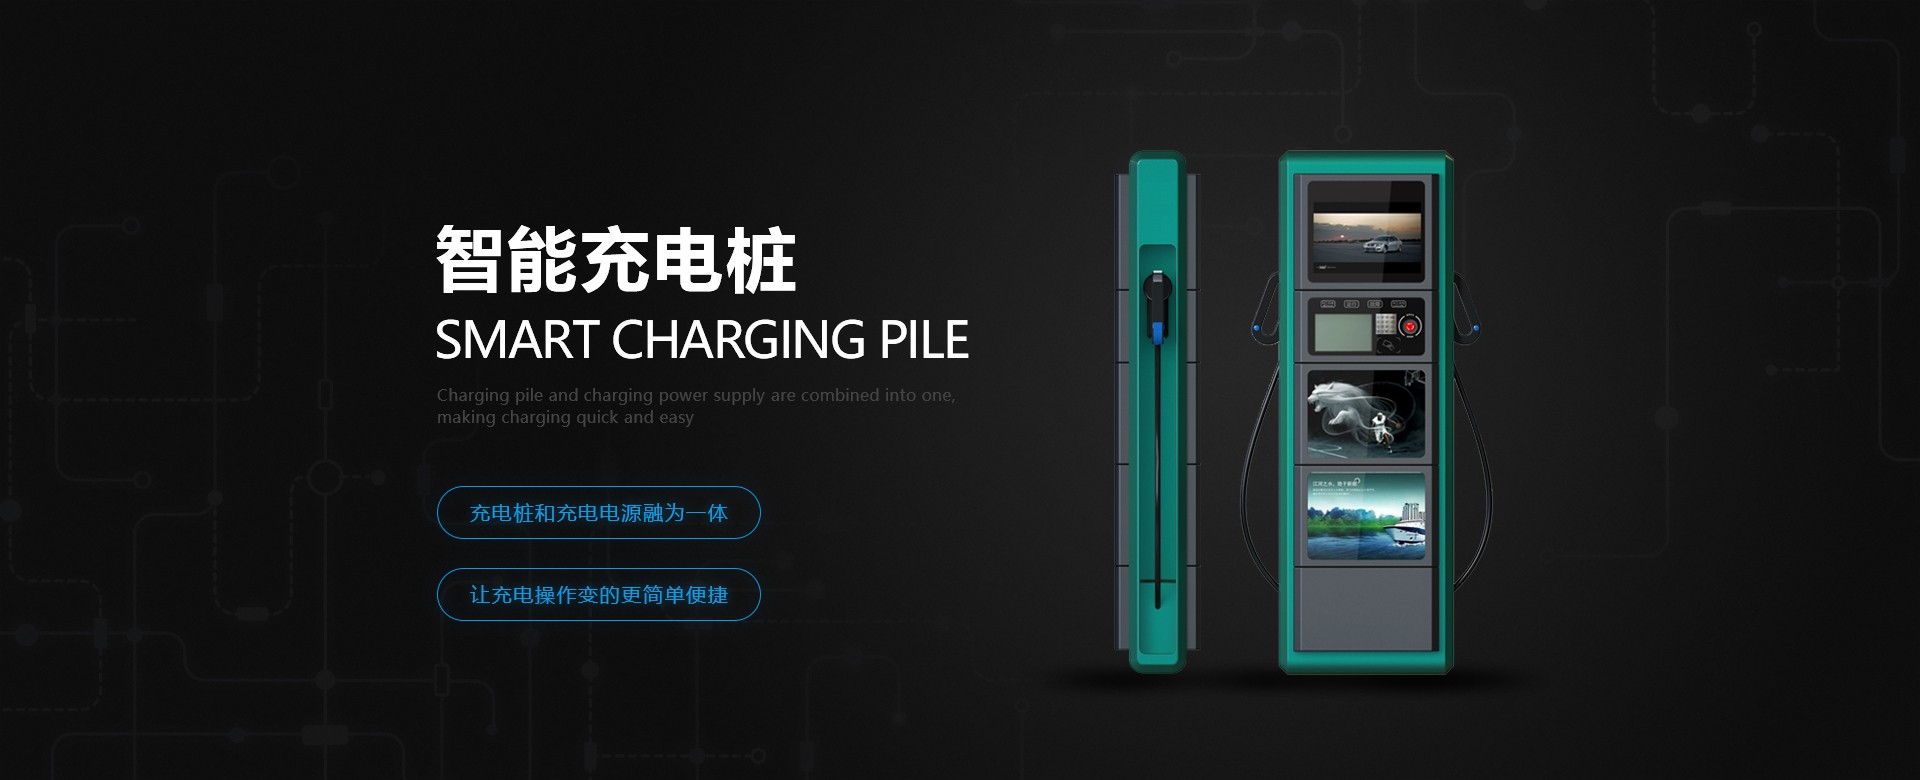 智能充电桩
SMART CHARGING PILE
Charging pile and charging power supply are combined into one,
making charging quick and easy
充电桩和充电电源融为一体
让充电操作变的更简单便捷